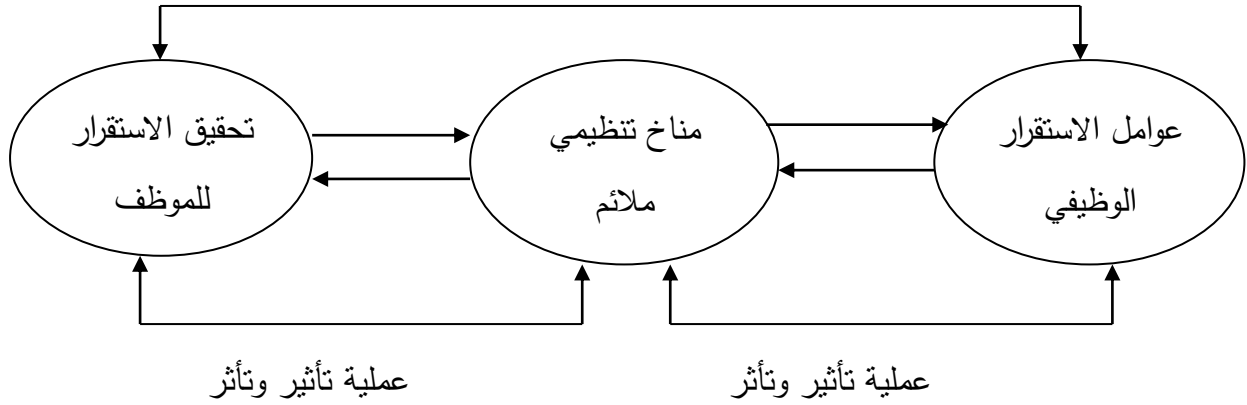 عوامل الاستقرار
الوظيفي
مناخ تنظيمي
ملائم
تحقيق الاستقرار
للموظف
عملية تأثير وتأثر
عملية تأثير وتأثر